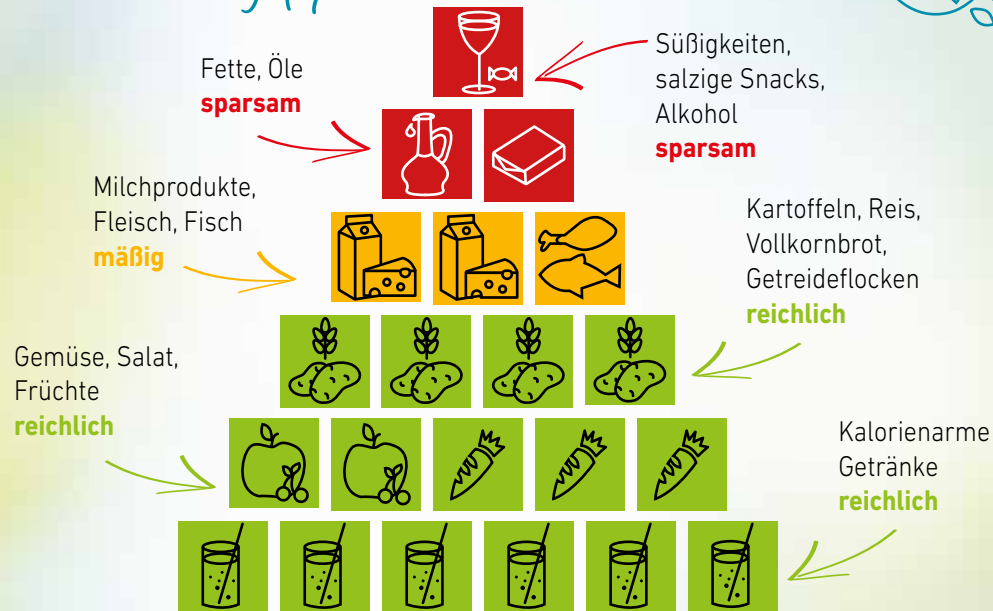 Fette, Öle
sparsam
Süßigkeiten,
salzige Snacks,
Alkohol
sparsam
Milchprodukte,
Fleisch, Fisch
mäßig
Kartoffeln, Reis,
Vollkornbrot,
Getreideflocken
reichlich
Gemüse, Salat,
Früchte
reichlich
Kalorienarme
Getränke
reichlich